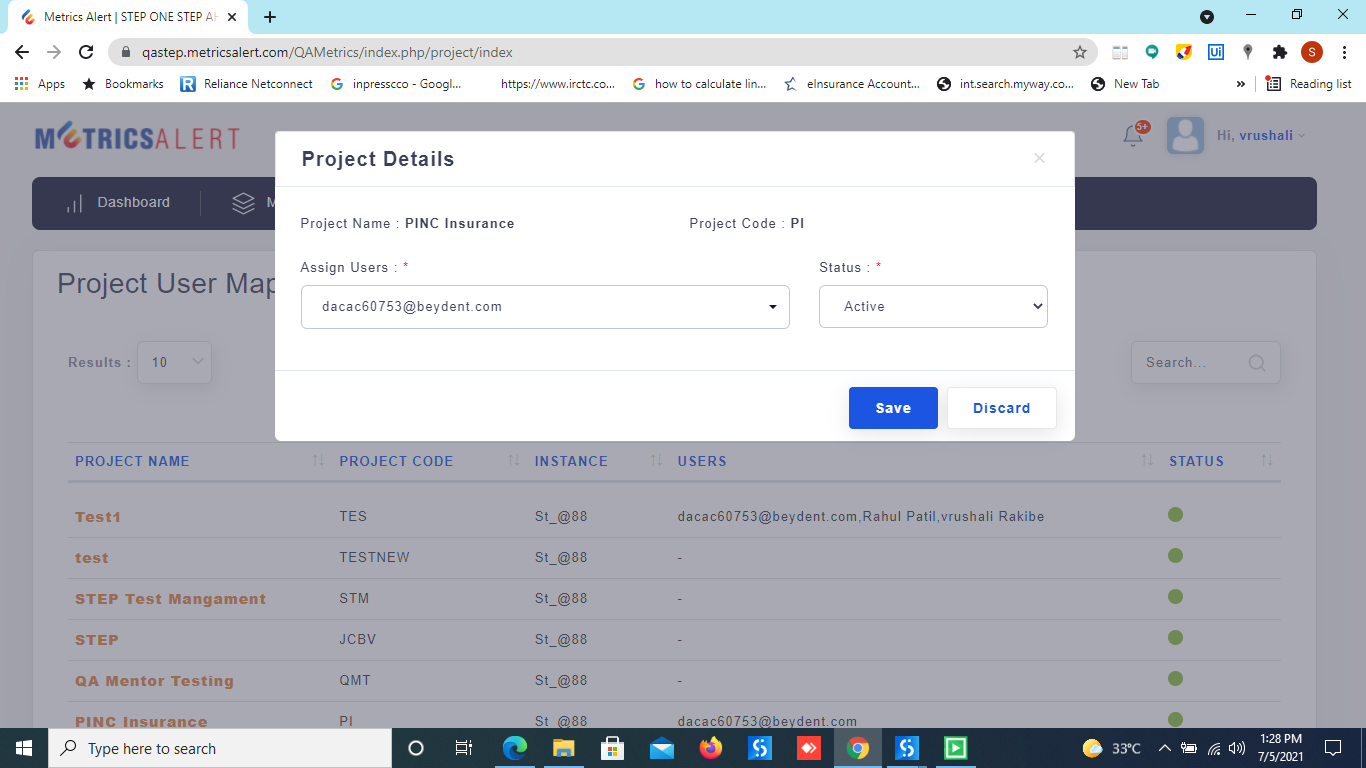 Metrics Alert | STEP ONE STEP AH
qastep.metricsalert.com/QAMetrics/index.php/project/index
S
Apps
Bookmarks
Reliance Netconnect
inpresscco - Googl...
https://www.irctc.co...
how to calculate lin...
eInsurance Account...
int.search.myway.co...
New Tab
»
Reading list
METRICSALERT
5+
Hi, vrushali
Dashboard
M
Project Details
×
Project Name : PINC Insurance
Project Code : PI
Assign Users : *
Status : *
dacac60753@beydent.com
Active
Save
Discard
Project User Map
Results :
10
Search...
PROJECT NAME PROJECT CODE INSTANCE USERS STATUS
Test1 TES St_@88 dacac60753@beydent.com,Rahul Patil,vrushali Rakibe
test TESTNEW St_@88 -
STEP Test Mangament STM St_@88 -
STEP JCBV St_@88 -
QA Mentor Testing QMT St_@88 -
PINC Insurance PI St_@88 dacac60753@beydent.com
Type here to search
33°C
1:28 PM
7/5/2021